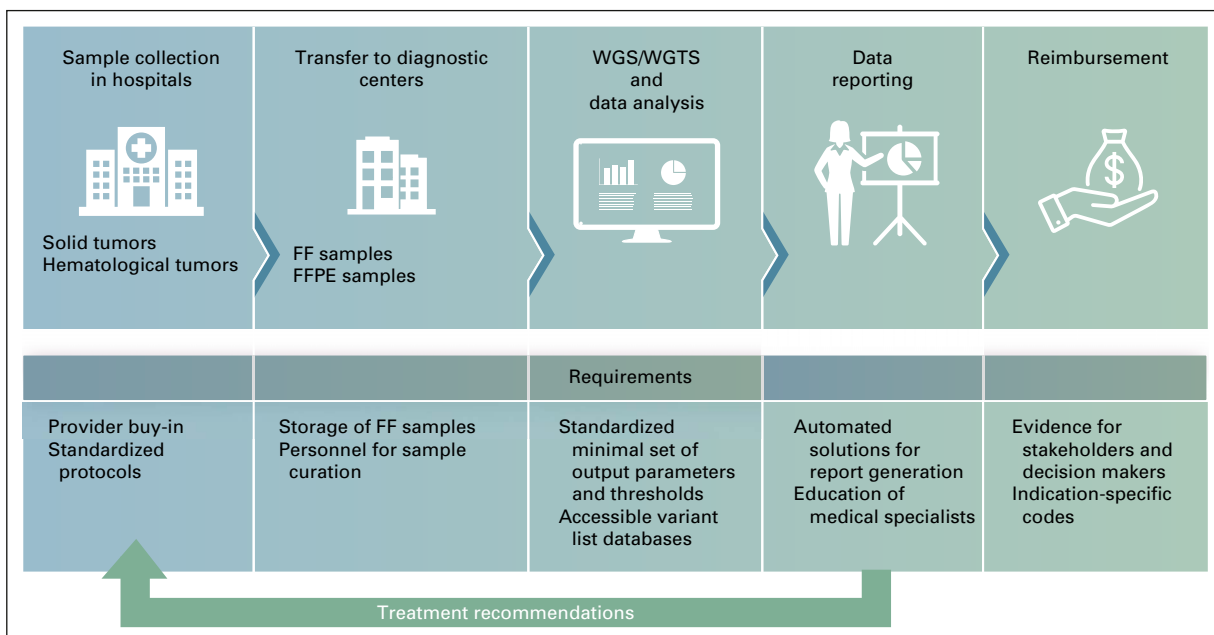 Sample collection
in hospitals
Solid tumors
Hematological tumors
Transfer to diagnostic
centers
FF samples
FFPE samples
WGS/WGTS
and
data analysis
Data
reporting
$
Reimbursement
Requirements
Provider buy-in
Standardized
protocols
Storage of FF samples
Personnel for sample
curation
Standardized
minimal set of
output parameters
and thresholds
Accessible variant
list databases
Automated
solutions for
report generation
Education of
medical specialists
Evidence for
stakeholders and
decision makers
Indication-specific
codes
Treatment recommendations